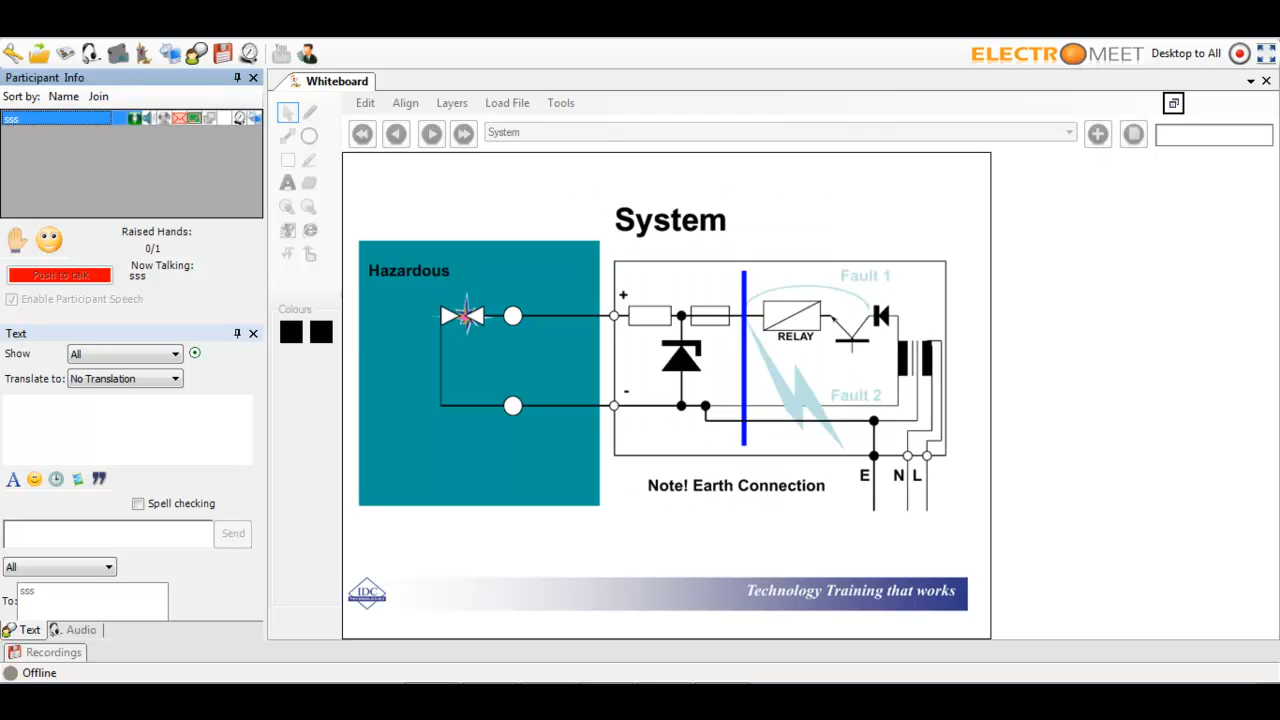 ELECTROMEET Desktop to All
Participant Info
Sort by: Name Join
sss
Raised Hands:
0/1
Now Talking:
sss
Push to talk
Enable Participant Speech
Text
Show All
Translate to: No Translation
Spell checking
Send
All
To: sss
Text Audio
Recordings
Offline
Whiteboard
Edit Align Layers Load File Tools
System
Colours
System
Hazardous
Fault 1
+
RELAY
-
Fault 2
E N L
Note! Earth Connection
IDC
TECHNOLOGIES
Technology Training that works